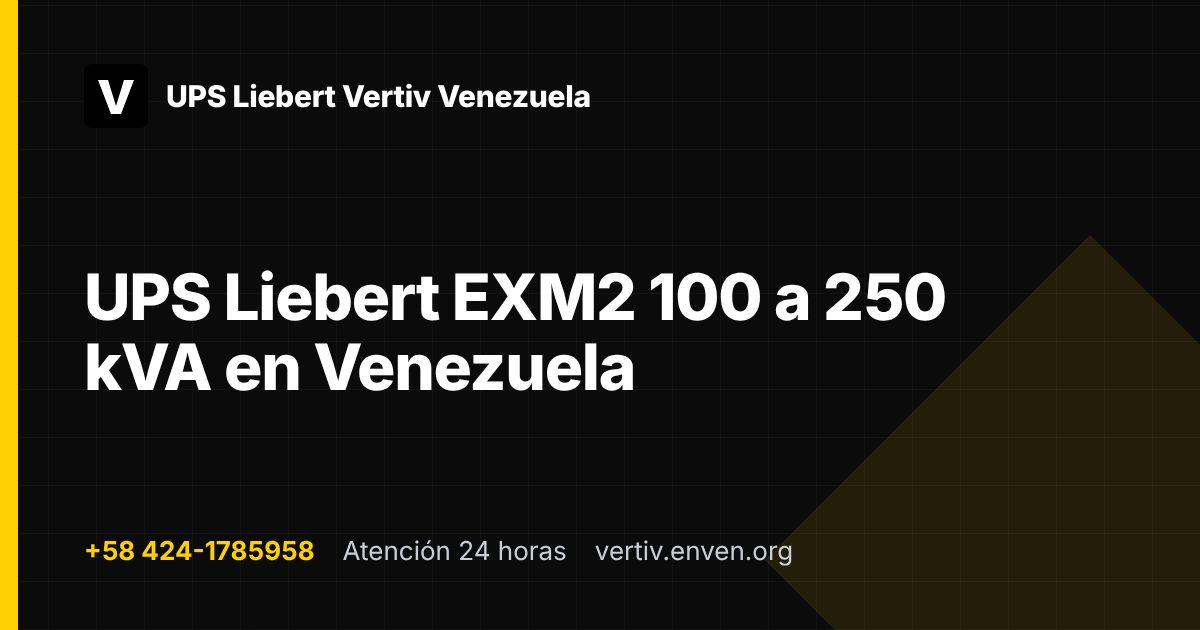 V
UPS Liebert Vertiv Venezuela
UPS Liebert EXM2 100 a 250
kVA en Venezuela
+58 424-1785958 Atención 24 horas vertiv.enven.org